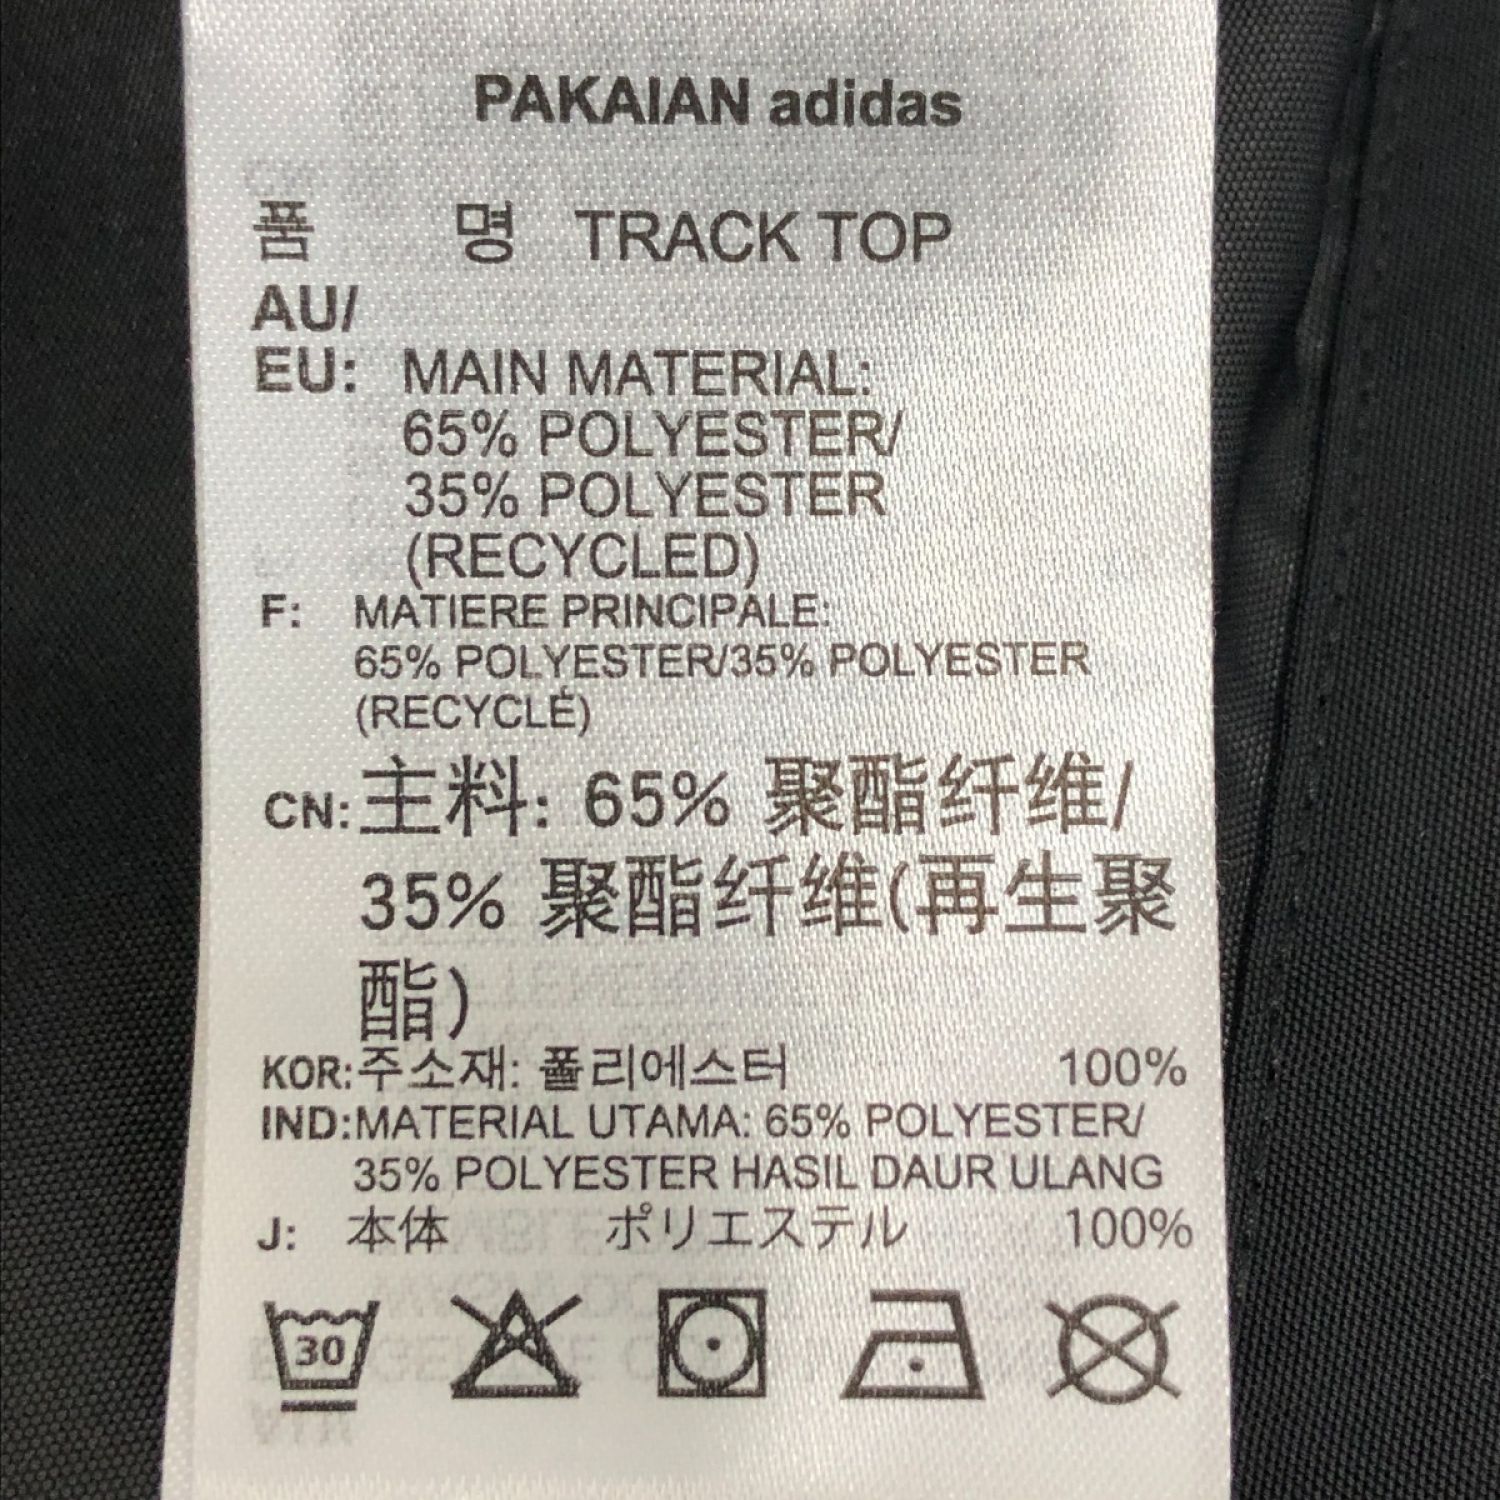 PAKAIAN adidas
품 명 TRACK TOP
AU/
EU: MAIN MATERIAL:
65% POLYESTER/
35% POLYESTER
(RECYCLED)
F: MATIERE PRINCIPALE:
65% POLYESTER/35% POLYESTER
(RECYCLÉ)
CN:主料: 65% 聚酯纤维/
35% 聚酯纤维(再生聚
酯)
KOR:주소재: 폴리에스터 100%
IND:MATERIAL UTAMA: 65% POLYESTER/
35% POLYESTER HASIL DAUR ULANG
J: 本体 ポリエステル 100%
30